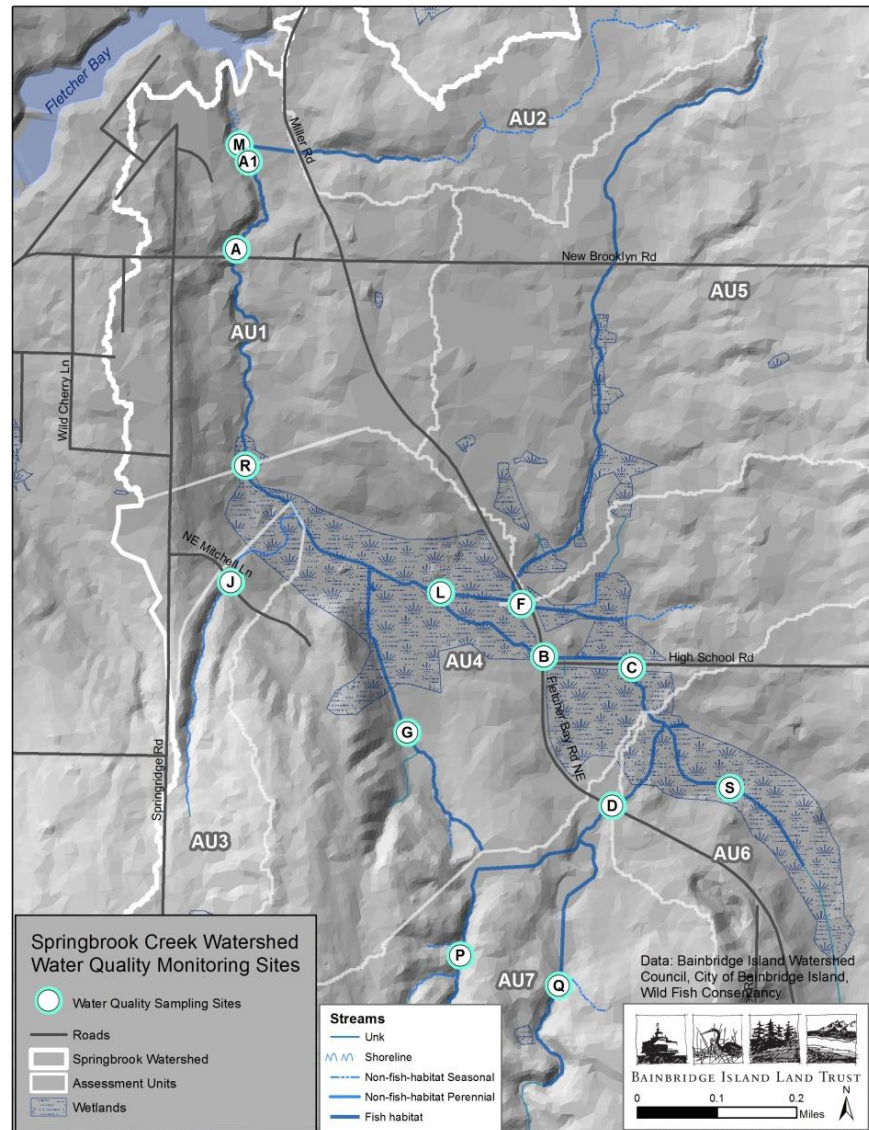 Fletcher Bay
AU2
Miller Rd
M
A1
A
New Brooklyn Rd
AU5
AU1
Wild Cherry Ln
R
NE Mitchell Ln
J
L
F
B
High School Rd
C
AU4
Fletcher Bay Rd NE
G
S
Springridge Rd
D
AU3
AU6
P
AU7
Q
Springbrook Creek Watershed
Water Quality Monitoring Sites
Water Quality Sampling Sites
Roads
Springbrook Watershed
Assessment Units
Wetlands
Streams
Unk
Shoreline
Non-fish-habitat Seasonal
Non-fish-habitat Perennial
Fish habitat
Data: Bainbridge Island Watershed
Council, City of Bainbridge Island,
Wild Fish Conservancy
BAINBRIDGE ISLAND LAND TRUST
N
0 0.1 0.2
Miles